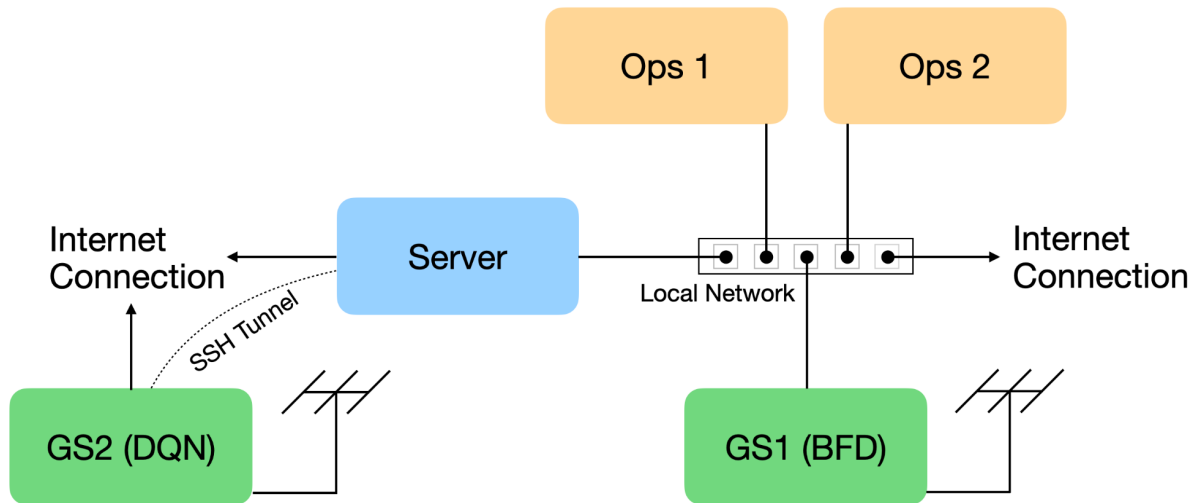 Ops 1
Ops 2
Internet
Connection
Server
Internet
Connection
Local Network
SSH Tunnel
GS2 (DQN)
GS1 (BFD)